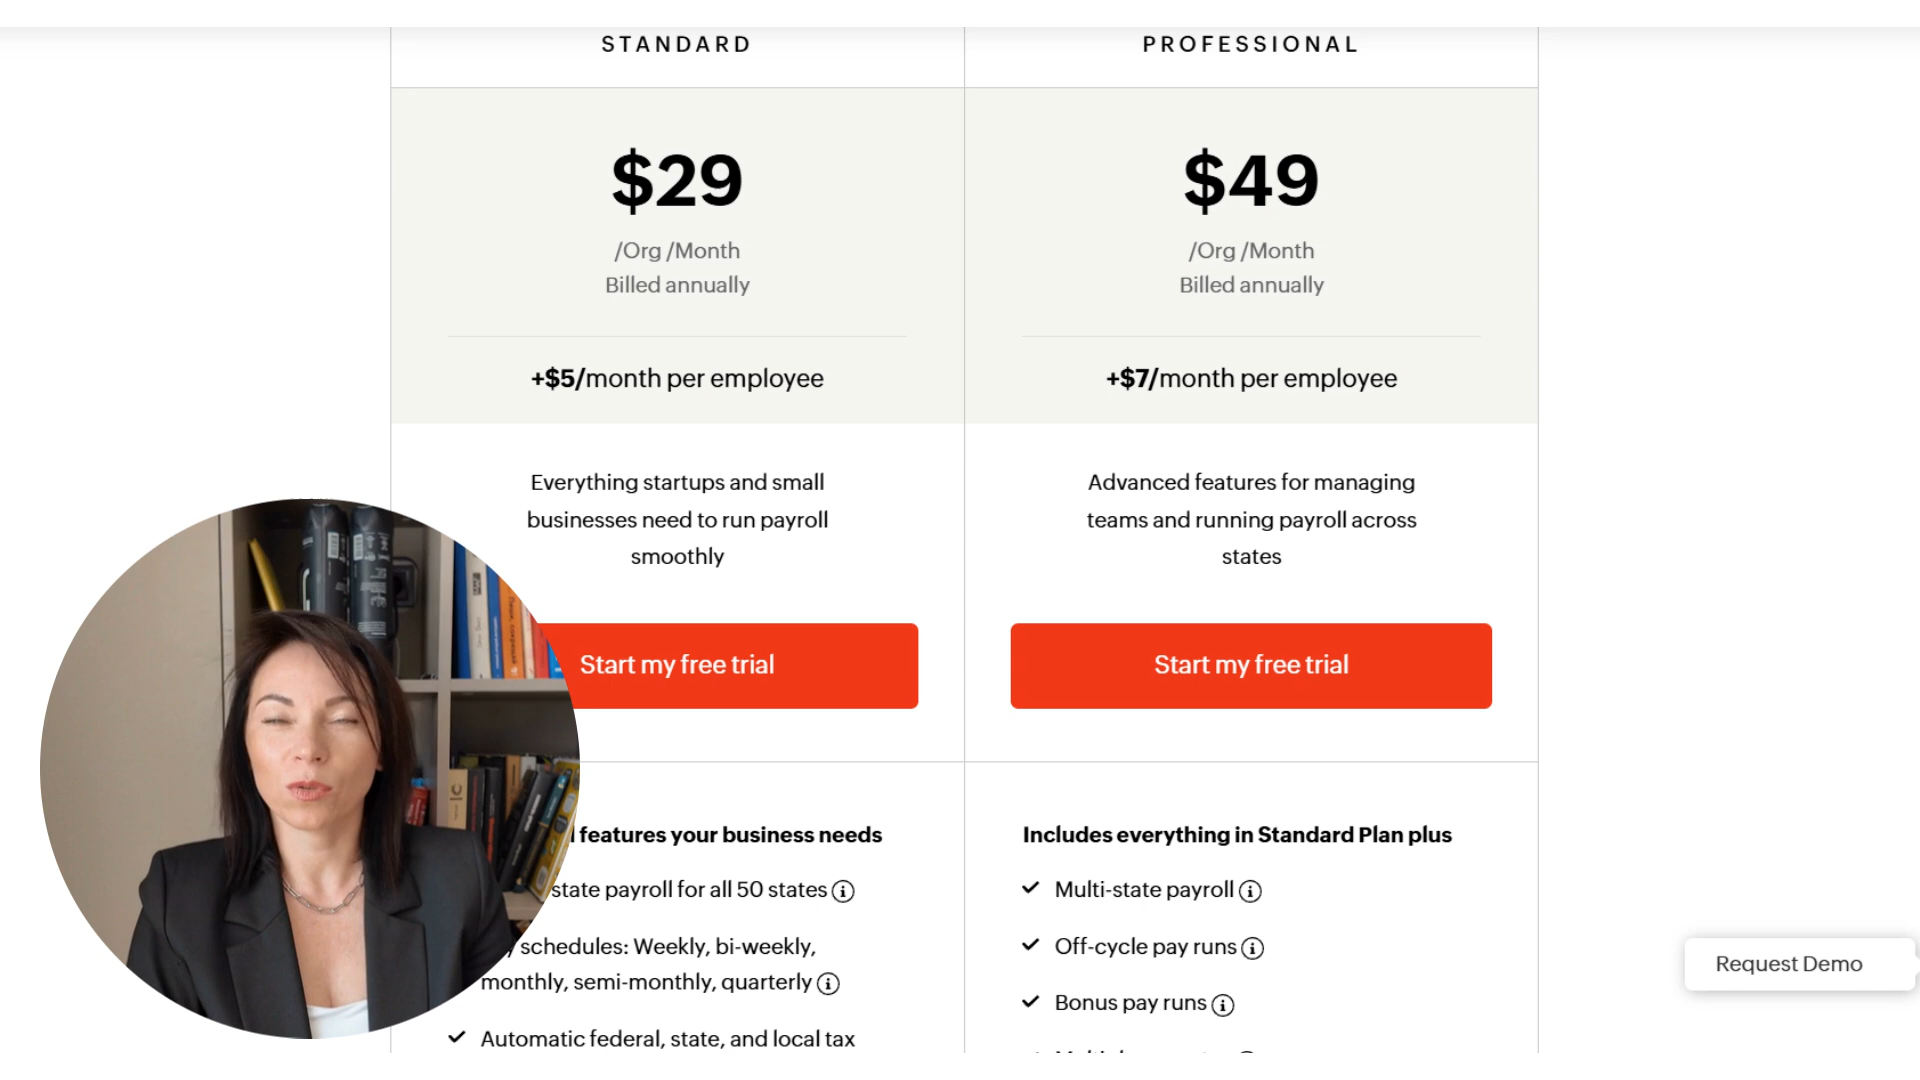 STANDARD
$29
/Org /Month
Billed annually
+$5/month per employee
Everything startups and small
businesses need to run payroll
smoothly
Start my free trial
features your business needs
state payroll for all 50 states
schedules: Weekly, bi-weekly,
monthly, semi-monthly, quarterly
Automatic federal, state, and local tax
PROFESSIONAL
$49
/Org /Month
Billed annually
+$7/month per employee
Advanced features for managing
teams and running payroll across
states
Start my free trial
Includes everything in Standard Plan plus
Multi-state payroll
Off-cycle pay runs
Bonus pay runs
Request Demo